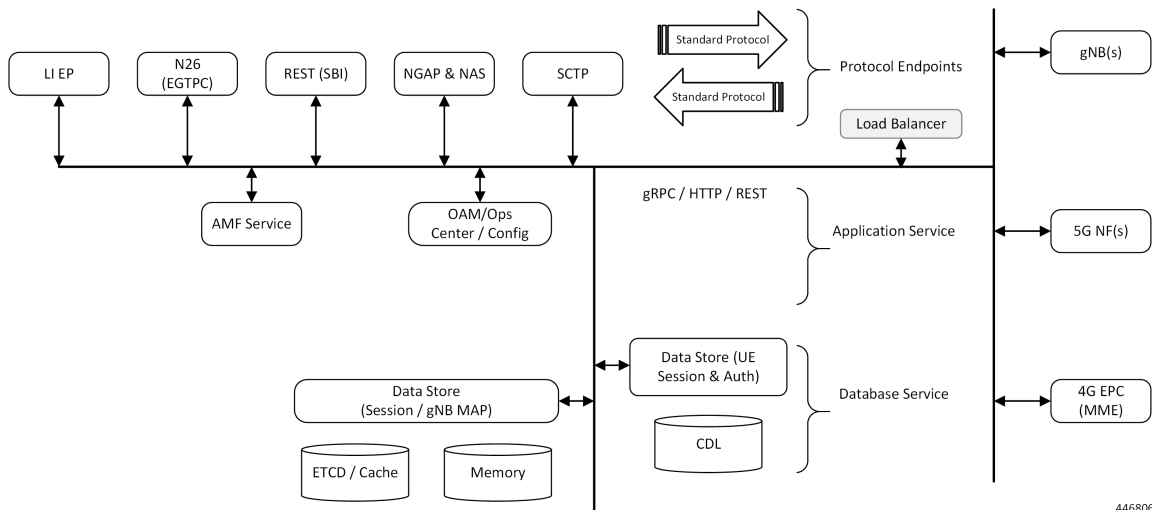 Standard Protocol
gNB(s)
LI EP
N26
(EGTPC)
REST (SBI)
NGAP & NAS
SCTP
Protocol Endpoints
Standard Protocol
Load Balancer
gRPC / HTTP / REST
AMF Service
OAM/Ops
Center / Config
Application Service
5G NF(s)
Data Store (UE
Session & Auth)
Data Store
(Session / gNB MAP)
Database Service
4G EPC
(MME)
CDL
ETCD / Cache
Memory
446806